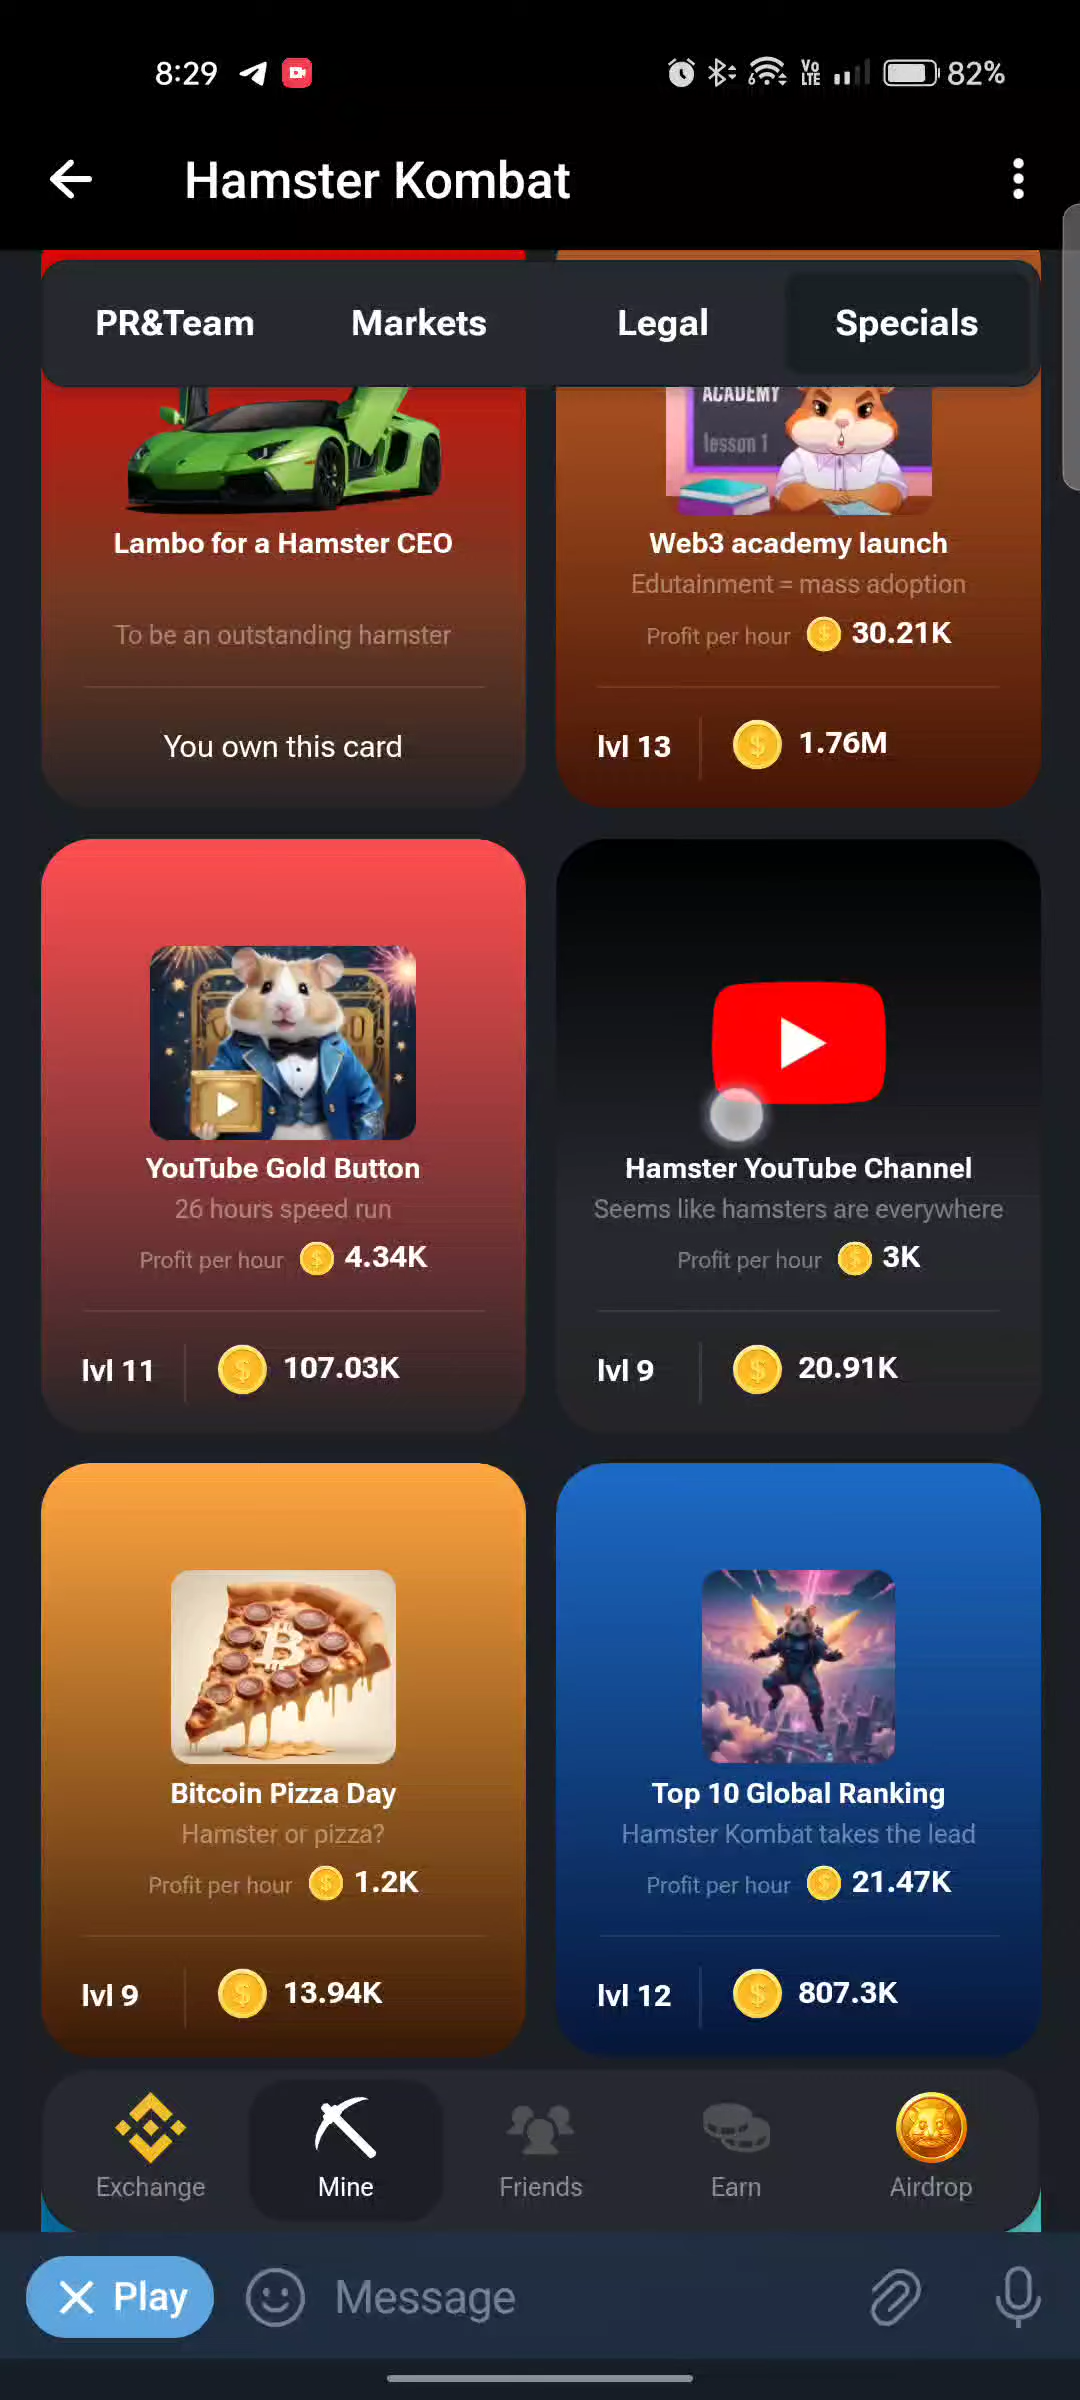 8:29
Vo LTE
82%
Hamster Kombat
PR&Team
Markets
Legal
Specials
ACADEMY
lesson 1
Lambo for a Hamster CEO
To be an outstanding hamster
You own this card
Web3 academy launch
Edutainment = mass adoption
Profit per hour 30.21K
lvl 13
1.76M
YouTube Gold Button
26 hours speed run
Profit per hour 4.34K
lvl 11
107.03K
Hamster YouTube Channel
Seems like hamsters are everywhere
Profit per hour 3K
lvl 9
20.91K
Bitcoin Pizza Day
Hamster or pizza?
Profit per hour 1.2K
lvl 9
13.94K
Top 10 Global Ranking
Hamster Kombat takes the lead
Profit per hour 21.47K
lvl 12
807.3K
Exchange
Mine
Friends
Earn
Airdrop
Play
Message